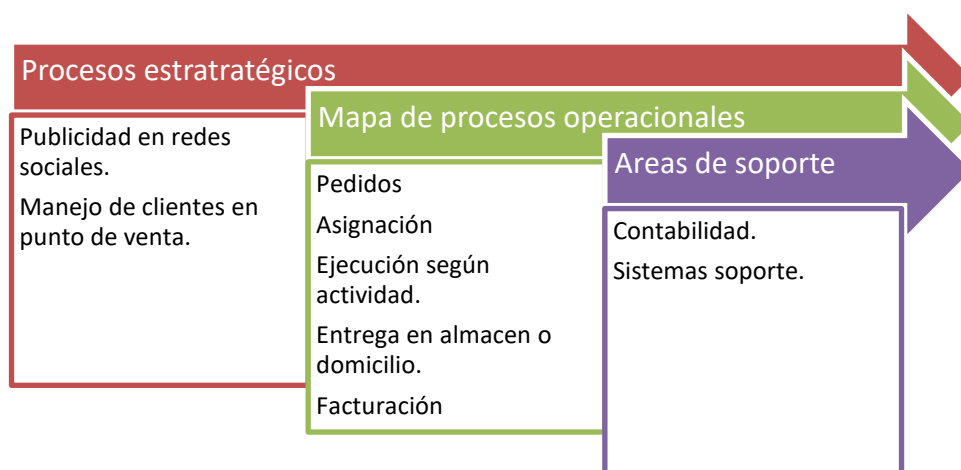 Procesos estratratégicos
Publicidad en redes
sociales.
Manejo de clientes en
punto de venta.
Mapa de procesos operacionales
Pedidos
Asignación
Ejecución según
actividad.
Entrega en almacen o
domicilio.
Facturación
Areas de soporte
Contabilidad.
Sistemas soporte.